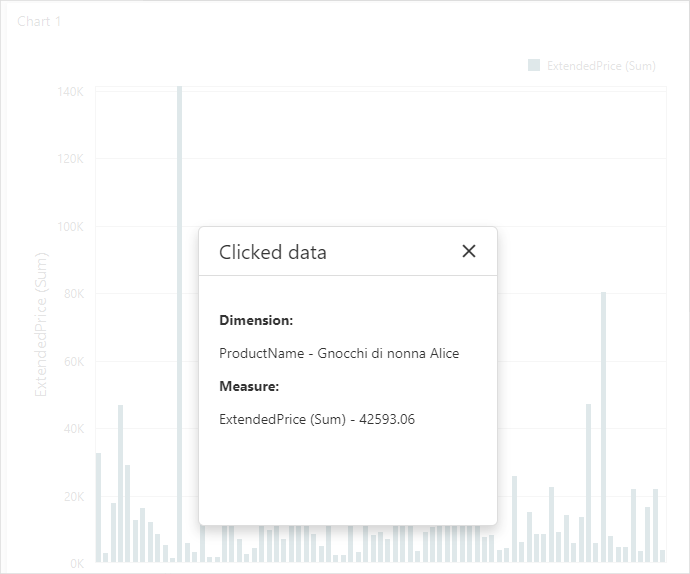 Chart 1
ExtendedPrice (Sum)
140K
120K
100K
80K
60K
40K
20K
0K
ExtendedPrice (Sum)
Clicked data
Dimension:
ProductName - Gnocchi di nonna Alice
Measure:
ExtendedPrice (Sum) - 42593.06